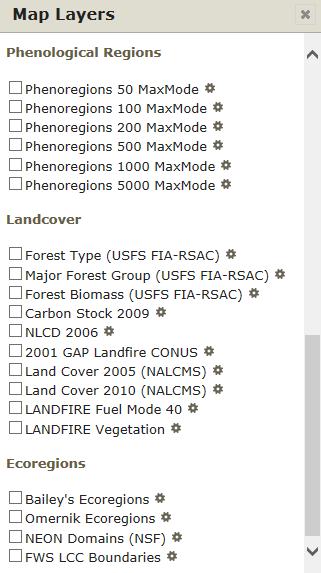 Map Layers
Phenological Regions
Phenoregions 50 MaxMode
Phenoregions 100 MaxMode
Phenoregions 200 MaxMode
Phenoregions 500 MaxMode
Phenoregions 1000 MaxMode
Phenoregions 5000 MaxMode
Landcover
Forest Type (USFS FIA-RSAC)
Major Forest Group (USFS FIA-RSAC)
Forest Biomass (USFS FIA-RSAC)
Carbon Stock 2009
NLCD 2006
2001 GAP Landfire CONUS
Land Cover 2005 (NALCMS)
Land Cover 2010 (NALCMS)
LANDFIRE Fuel Mode 40
LANDFIRE Vegetation
Ecoregions
Bailey's Ecoregions
Omernik Ecoregions
NEON Domains (NSF)
FWS LCC Boundaries